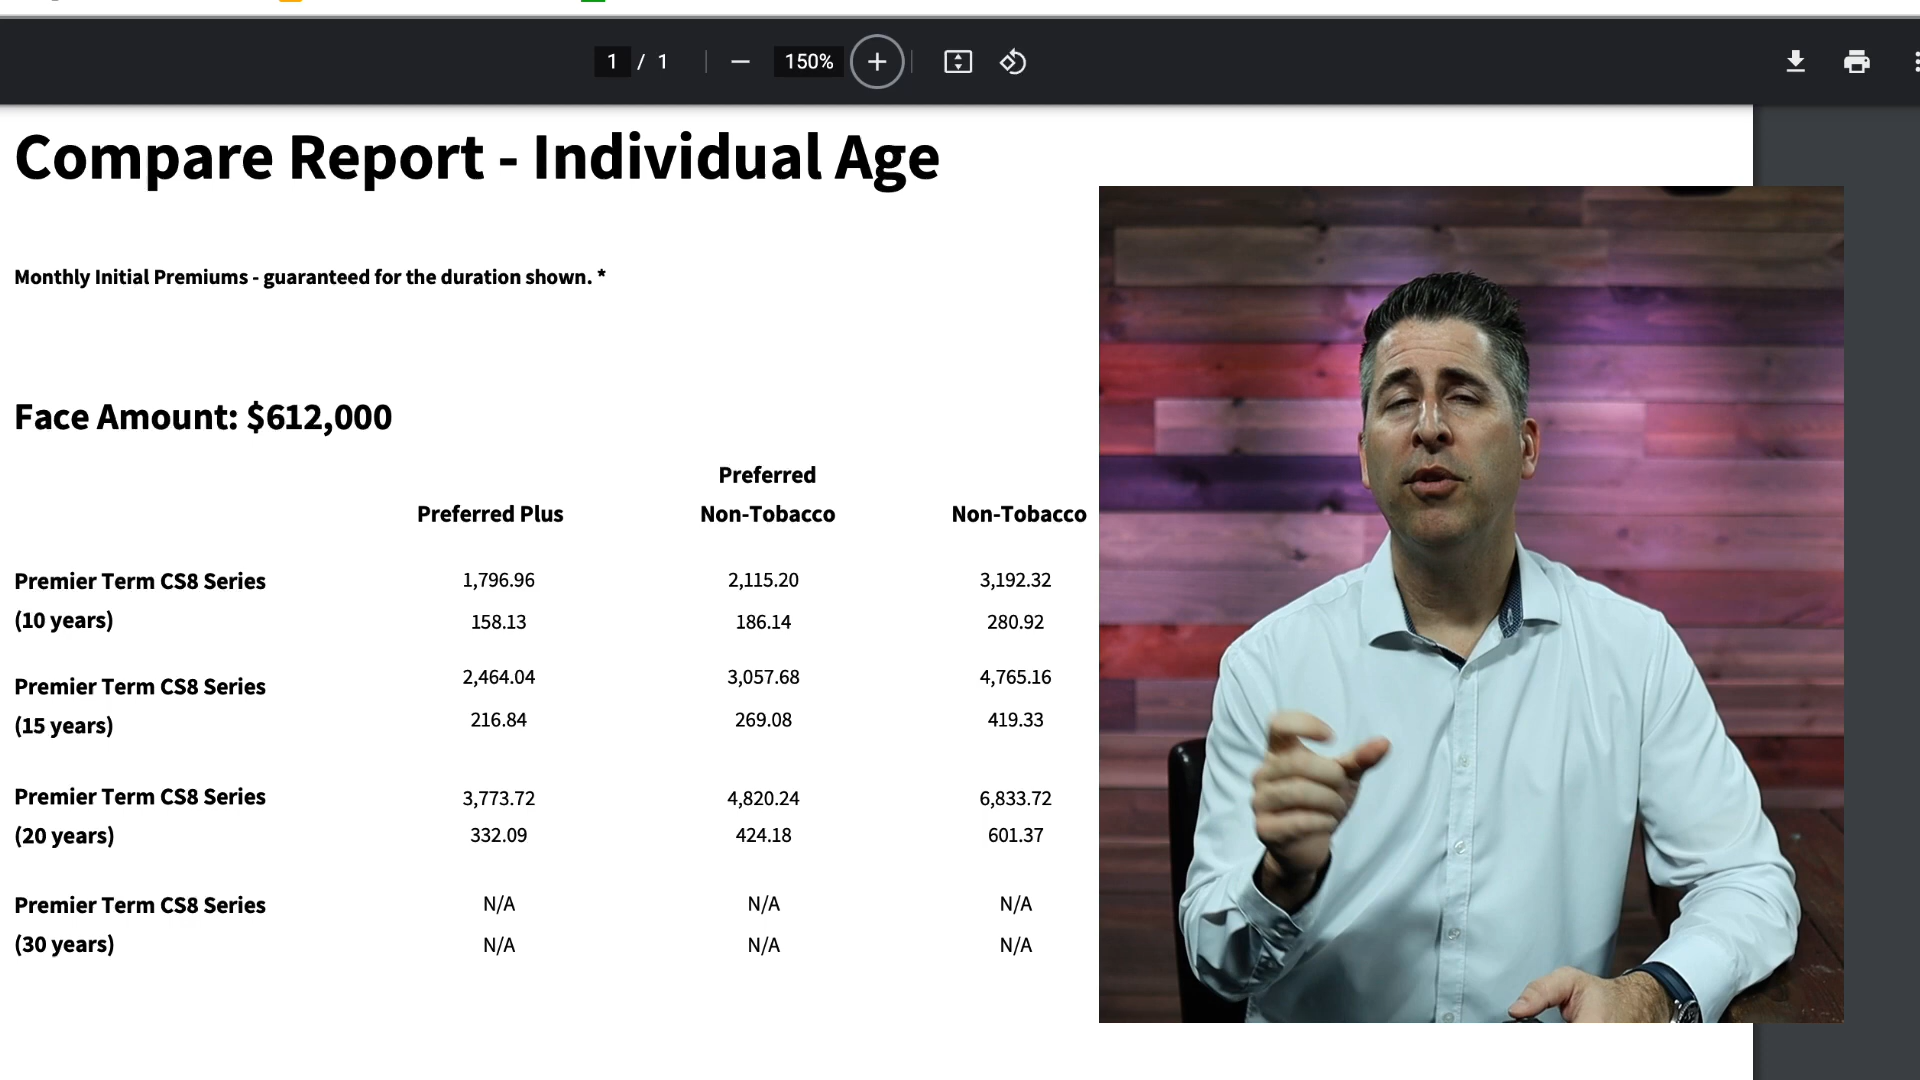 1 / 1
150%
Compare Report - Individual Age
Monthly Initial Premiums - guaranteed for the duration shown. *
Face Amount: $612,000
Preferred
Preferred Plus Non-Tobacco Non-Tobacco
Premier Term CS8 Series 1,796.96 2,115.20 3,192.32
(10 years) 158.13 186.14 280.92
Premier Term CS8 Series 2,464.04 3,057.68 4,765.16
(15 years) 216.84 269.08 419.33
Premier Term CS8 Series 3,773.72 4,820.24 6,833.72
(20 years) 332.09 424.18 601.37
Premier Term CS8 Series N/A N/A N/A
(30 years) N/A N/A N/A